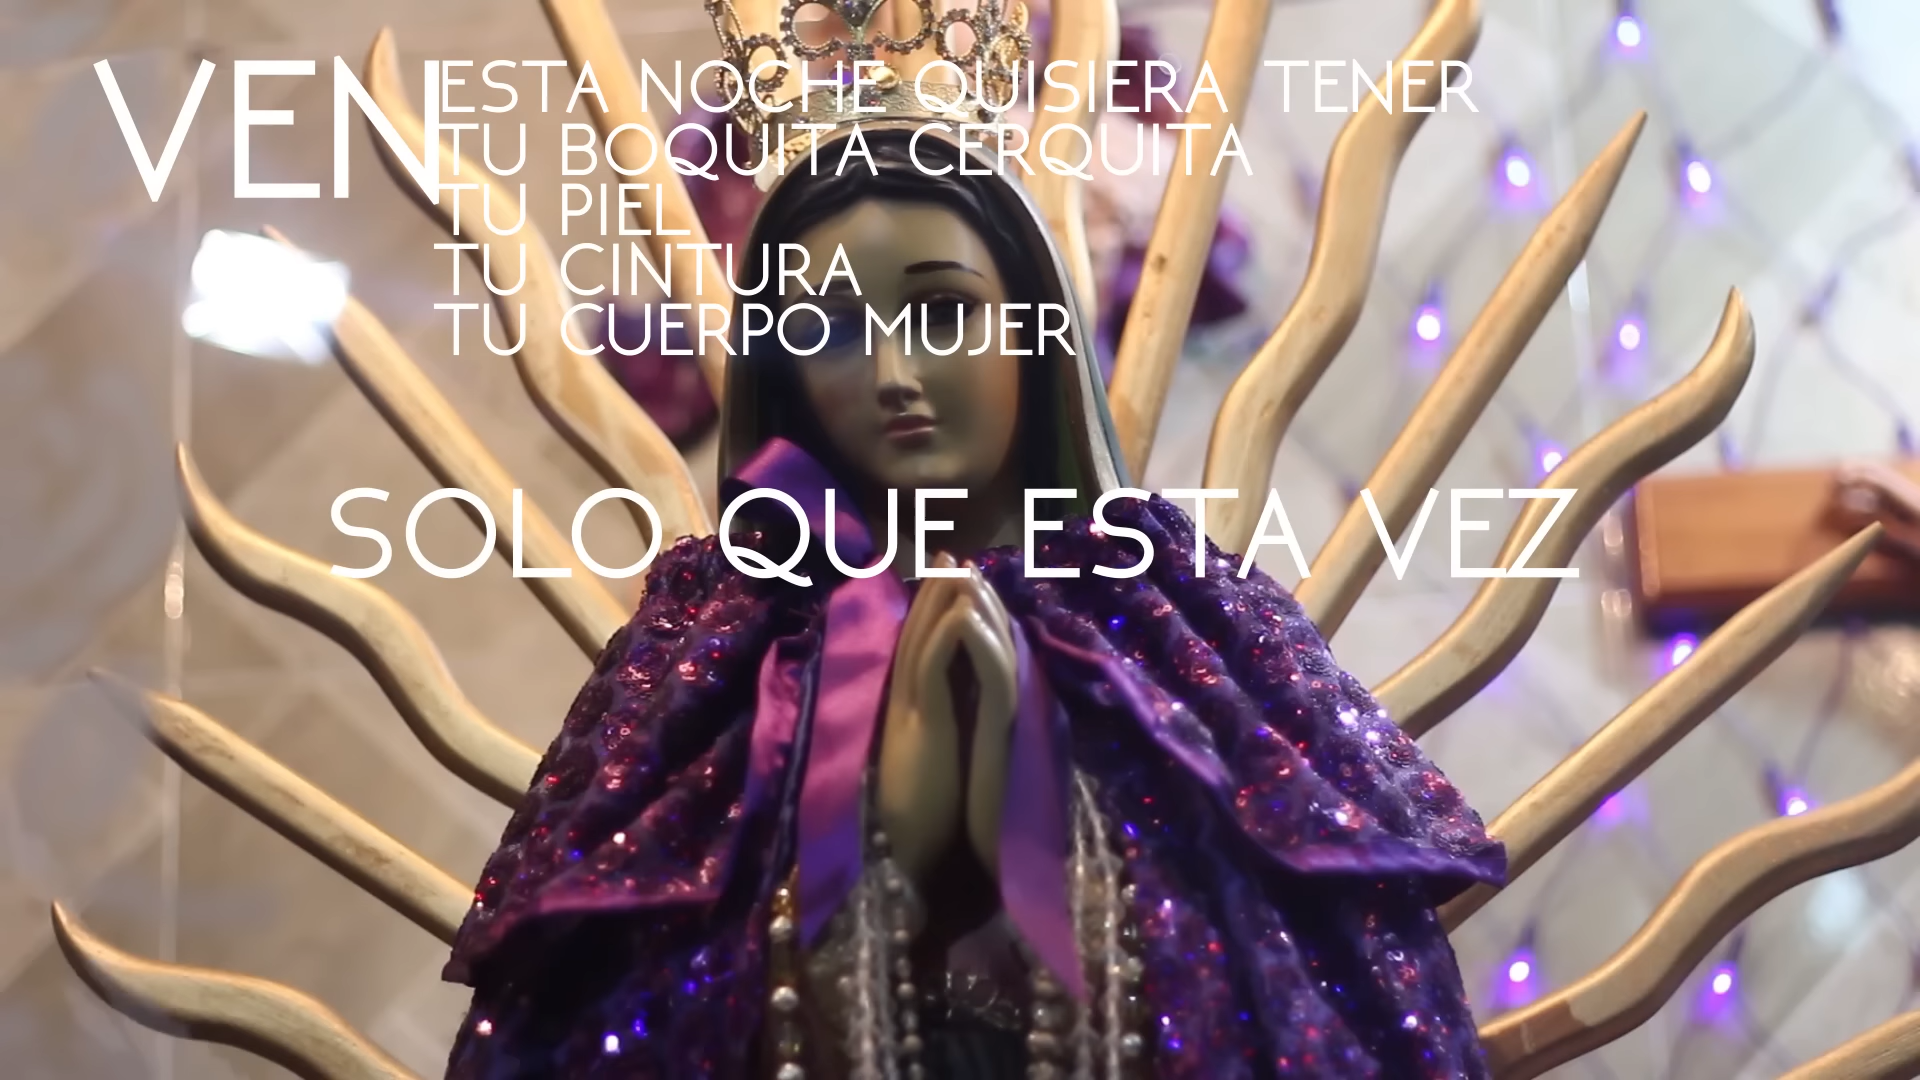 VEN
ESTA NOCHE QUISIERA TENER
TU BOQUITA CERQUITA
TU PIEL
TU CINTURA
TU CUERPO MUJER
SOLO QUE ESTA VEZ